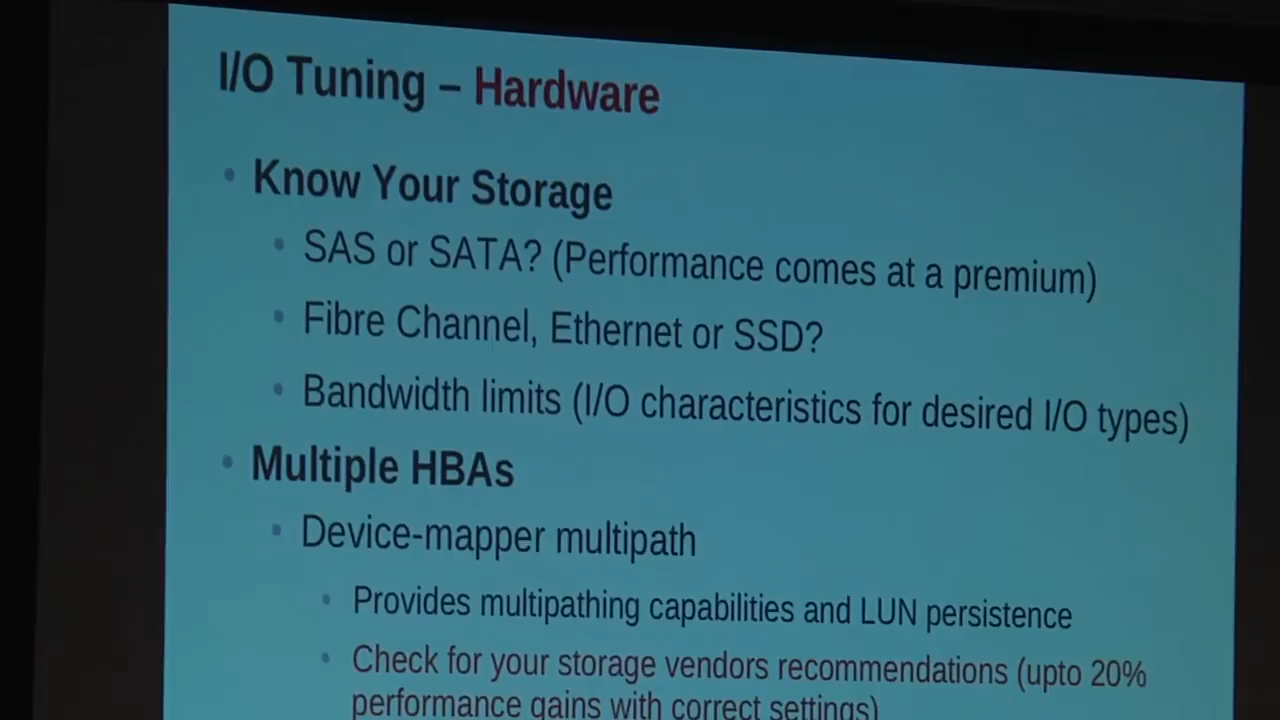 I/O Tuning – Hardware
Know Your Storage
SAS or SATA? (Performance comes at a premium)
Fibre Channel, Ethernet or SSD?
Bandwidth limits (I/O characteristics for desired I/O types)
Multiple HBAs
Device-mapper multipath
Provides multipathing capabilities and LUN persistence
Check for your storage vendors recommendations (upto 20%
performance gains with correct settings)